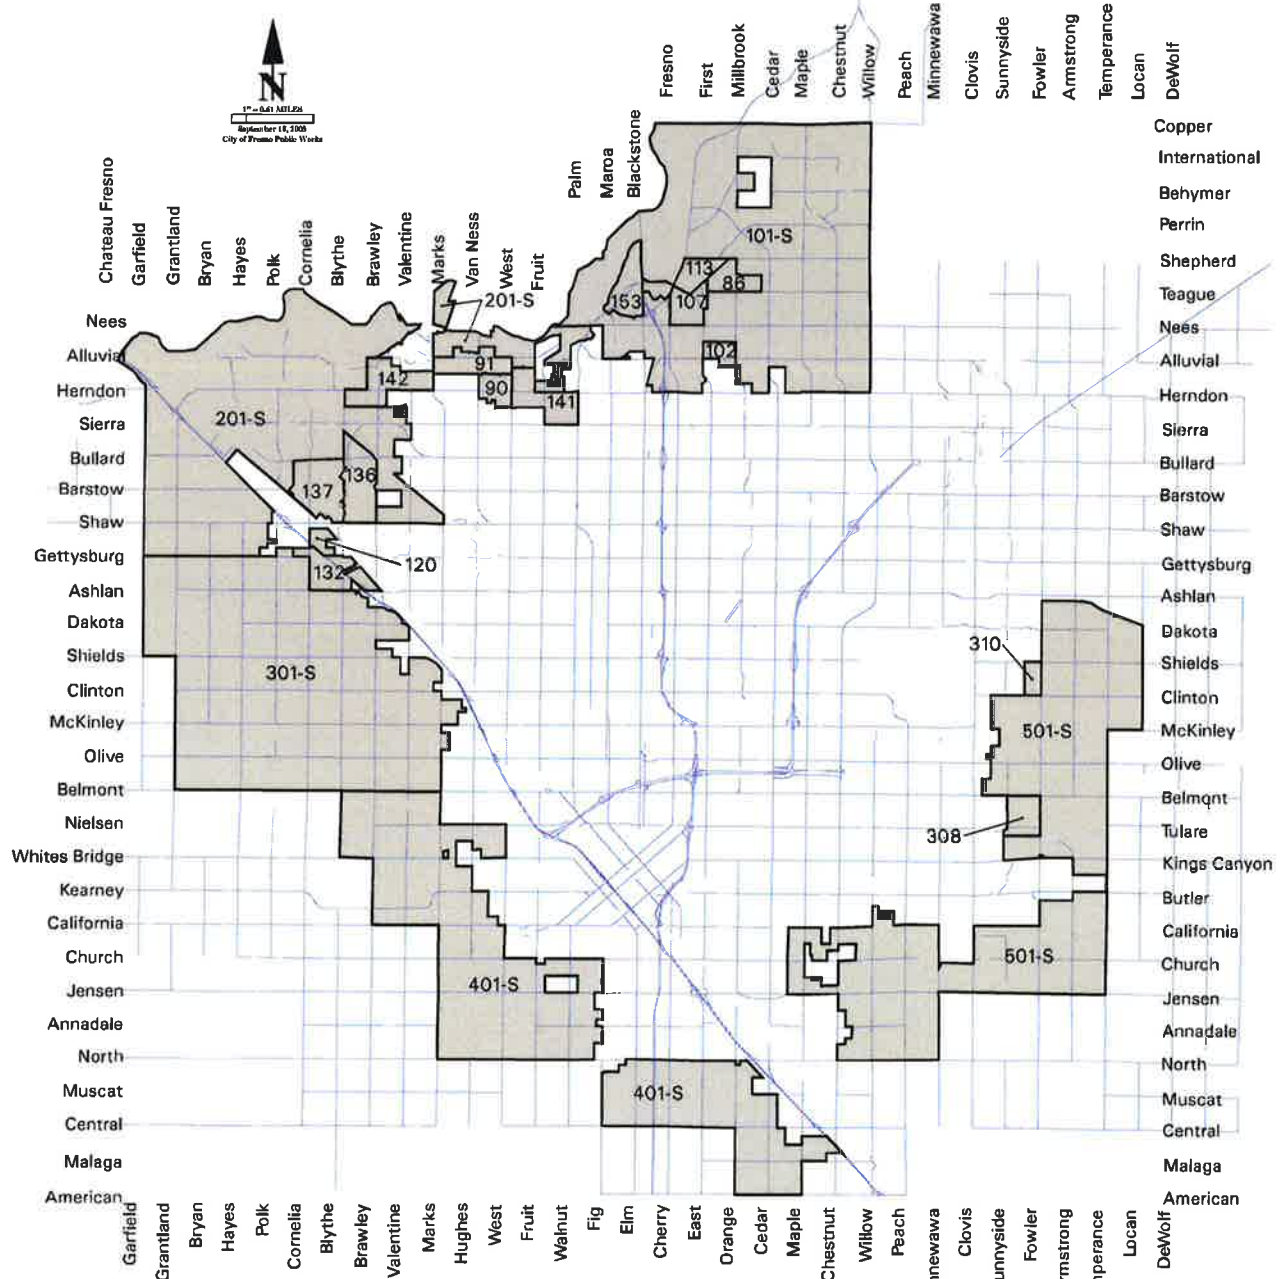 N
1" = 0.61 MILES
September 18, 2008
City of Fresno Public Works
Fresno
First
Millbrook
Cedar
Maple
Chestnut
Willow
Peach
Minnewawa
Clovis
Sunnyside
Fowler
Armstrong
Temperance
Locan
DeWolf
Chateau Fresno
Garfield
Grantland
Bryan
Hayes
Polk
Cornelia
Blythe
Brawley
Valentine
Marks
Van Ness
West
Fruit
Palm
Maroa
Blackstone
Copper
International
Behymer
Perrin
Shepherd
Teague
Nees
Alluvial
Herndon
Sierra
Bullard
Barstow
Shaw
Gettysburg
Ashlan
Dakota
Shields
Clinton
McKinley
Olive
Belmont
Tulare
Kings Canyon
Butler
California
Church
Jensen
Annadale
North
Muscat
Central
Malaga
American
Nees
Alluvia
Herndon
Sierra
Bullard
Barstow
Shaw
Gettysburg
Ashlan
Dakota
Shields
Clinton
McKinley
Olive
Belmont
Nielsen
Whites Bridge
Kearney
California
Church
Jensen
Annadale
North
Muscat
Central
Malaga
American
101-S
113
86
153
107
102
201-S
91
142
90
141
201-S
136
137
120
132
301-S
310
501-S
308
501-S
401-S
401-S
Garfield
Grantland
Bryan
Hayes
Polk
Cornelia
Blythe
Brawley
Valentine
Marks
Hughes
West
Fruit
Walnut
Fig
Elm
Cherry
East
Orange
Cedar
Maple
Chestnut
Willow
Peach
nnewawa
Clovis
unnyside
Fowler
rmstrong
nperance
Locan
DeWolf